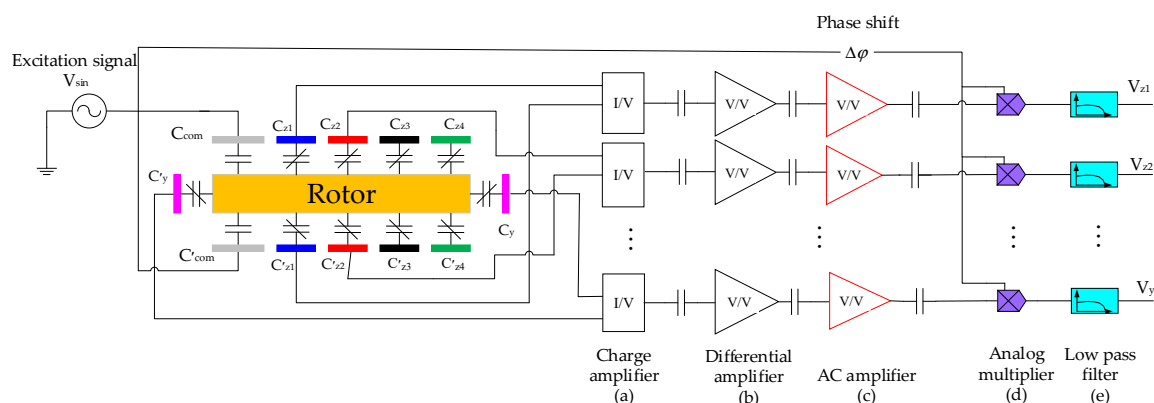 Phase shift
Δφ
Excitation signal
Vsin
Ccom
Cz1
Cz2
Cz3
Cz4
C'y
Rotor
Cy
C'com
C'z1
C'z2
C'z3
C'z4
I/V
V/V
V/V
Vz1
I/V
V/V
V/V
Vz2
I/V
V/V
V/V
Vy
Charge
amplifier
(a)
Differential
amplifier
(b)
AC amplifier
(c)
Analog
multiplier
(d)
Low pass
filter
(e)